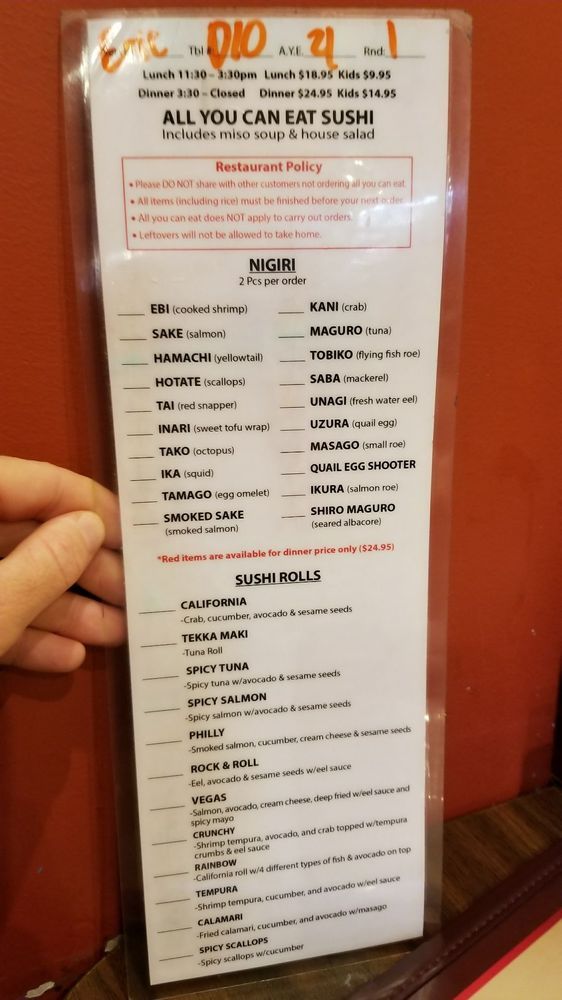 Eric Tbl #: D10 A.Y.E. 4 Rnd: 1
Lunch 11:30 – 3:30pm Lunch $18.95 Kids $9.95
Dinner 3:30 – Closed Dinner $24.95 Kids $14.95
ALL YOU CAN EAT SUSHI
Includes miso soup & house salad
Restaurant Policy
• Please DO NOT share with other customers not ordering all you can eat.
• All items (including rice) must be finished before your next order.
• All you can eat does NOT apply to carry out orders.
• Leftovers will not be allowed to take home.
NIGIRI
2 Pcs per order
EBI (cooked shrimp)
SAKE (salmon)
HAMACHI (yellowtail)
HOTATE (scallops)
TAI (red snapper)
INARI (sweet tofu wrap)
TAKO (octopus)
IKA (squid)
TAMAGO (egg omelet)
SMOKED SAKE
(smoked salmon)
KANI (crab)
MAGURO (tuna)
TOBIKO (flying fish roe)
SABA (mackerel)
UNAGI (fresh water eel)
UZURA (quail egg)
MASAGO (small roe)
QUAIL EGG SHOOTER
IKURA (salmon roe)
SHIRO MAGURO
(seared albacore)
*Red items are available for dinner price only ($24.95)
SUSHI ROLLS
CALIFORNIA
-Crab, cucumber, avocado & sesame seeds
TEKKA MAKI
-Tuna Roll
SPICY TUNA
-Spicy tuna w/avocado & sesame seeds
SPICY SALMON
-Spicy salmon w/avocado & sesame seeds
PHILLY
-Smoked salmon, cucumber, cream cheese & sesame seeds
ROCK & ROLL
-Eel, avocado & sesame seeds w/eel sauce
VEGAS
-Salmon, avocado, cream cheese, deep fried w/eel sauce and
spicy mayo
CRUNCHY
-Shrimp tempura, avocado, and crab topped w/tempura
crumbs & eel sauce
RAINBOW
-California roll w/4 different types of fish & avocado on top
TEMPURA
-Shrimp tempura, cucumber, and avocado w/eel sauce
CALAMARI
-Fried calamari, cucumber, and avocado w/masago
SPICY SCALLOPS
-Spicy scallops w/cucumber